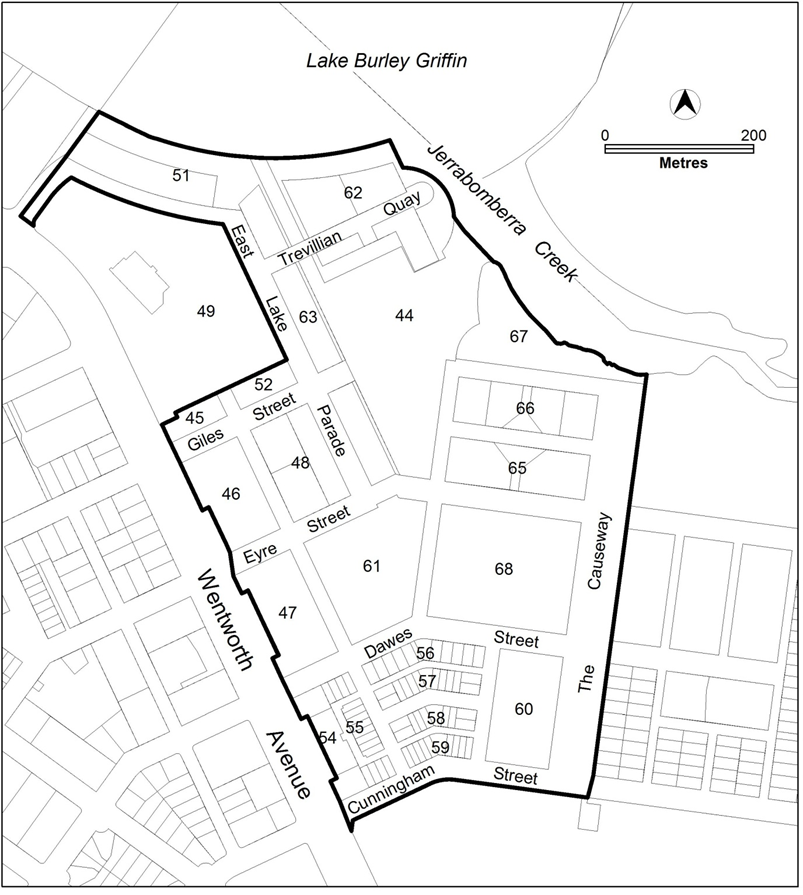 Lake Burley Griffin
0 200
Metres
Jerrabomberra
Creek
51
62
Quay
Trevillian
East
Lake
Parade
49
63
44
67
52
45
Giles
Street
66
48
65
46
Eyre
Street
61
68
Causeway
The
47
Wentworth
Avenue
Dawes
Street
56
57
58
59
60
55
54
Cunningham
Street